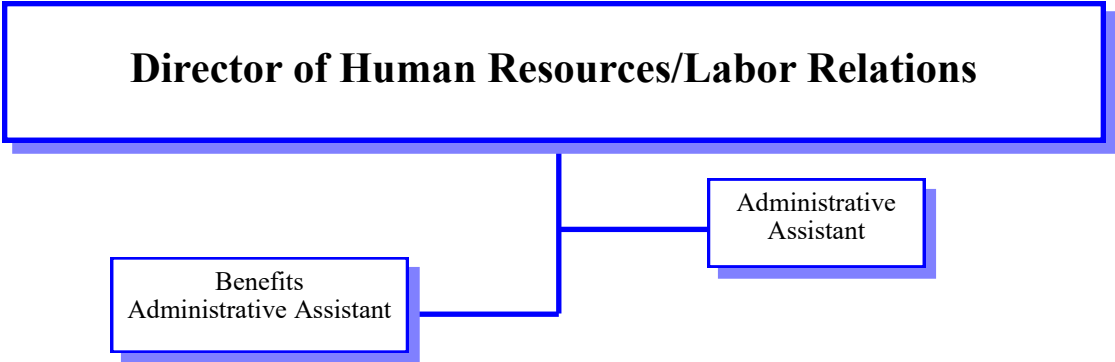 Director of Human Resources/Labor Relations
Administrative
Assistant
Benefits
Administrative Assistant